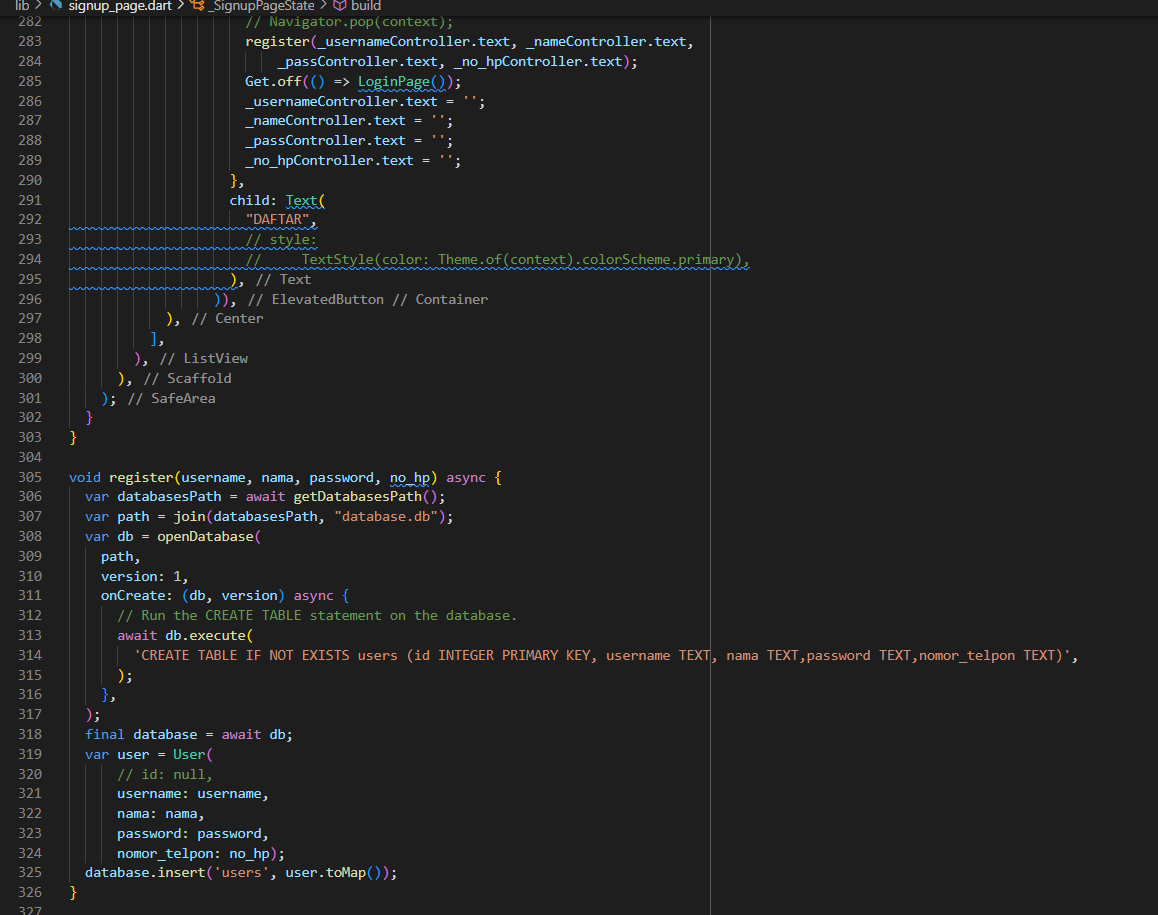 lib > signup_page.dart > _SignupPageState > build
282 // Navigator.pop(context);
283 register(_usernameController.text, _nameController.text,
284 _passController.text, _no_hpController.text);
285 Get.off(() => LoginPage());
286 _usernameController.text = '';
287 _nameController.text = '';
288 _passController.text = '';
289 _no_hpController.text = '';
290 },
291 child: Text(
292 "DAFTAR",
293 // style:
294 //     TextStyle(color: Theme.of(context).colorScheme.primary),
295 ), // Text
296 )), // ElevatedButton // Container
297 ), // Center
298 ],
299 ), // ListView
300 ), // Scaffold
301 ); // SafeArea
302 }
303 }
304
305 void register(username, nama, password, no_hp) async {
306 var databasesPath = await getDatabasesPath();
307 var path = join(databasesPath, "database.db");
308 var db = openDatabase(
309 path,
310 version: 1,
311 onCreate: (db, version) async {
312 // Run the CREATE TABLE statement on the database.
313 await db.execute(
314 'CREATE TABLE IF NOT EXISTS users (id INTEGER PRIMARY KEY, username TEXT, nama TEXT,password TEXT,nomor_telpon TEXT)',
315 );
316 },
317 );
318 final database = await db;
319 var user = User(
320 // id: null,
321 username: username,
322 nama: nama,
323 password: password,
324 nomor_telpon: no_hp);
325 database.insert('users', user.toMap());
326 }
327